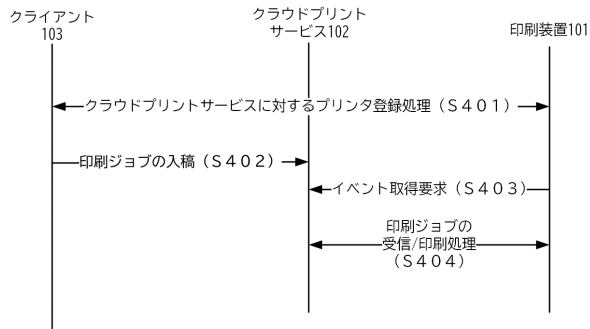 クライアント
103
クラウドプリント
サービス102
印刷装置101
クラウドプリントサービスに対するプリンタ登録処理（Ｓ４０１）
印刷ジョブの入稿（Ｓ４０２）
イベント取得要求（Ｓ４０３）
印刷ジョブの
受信/印刷処理
（Ｓ４０４）